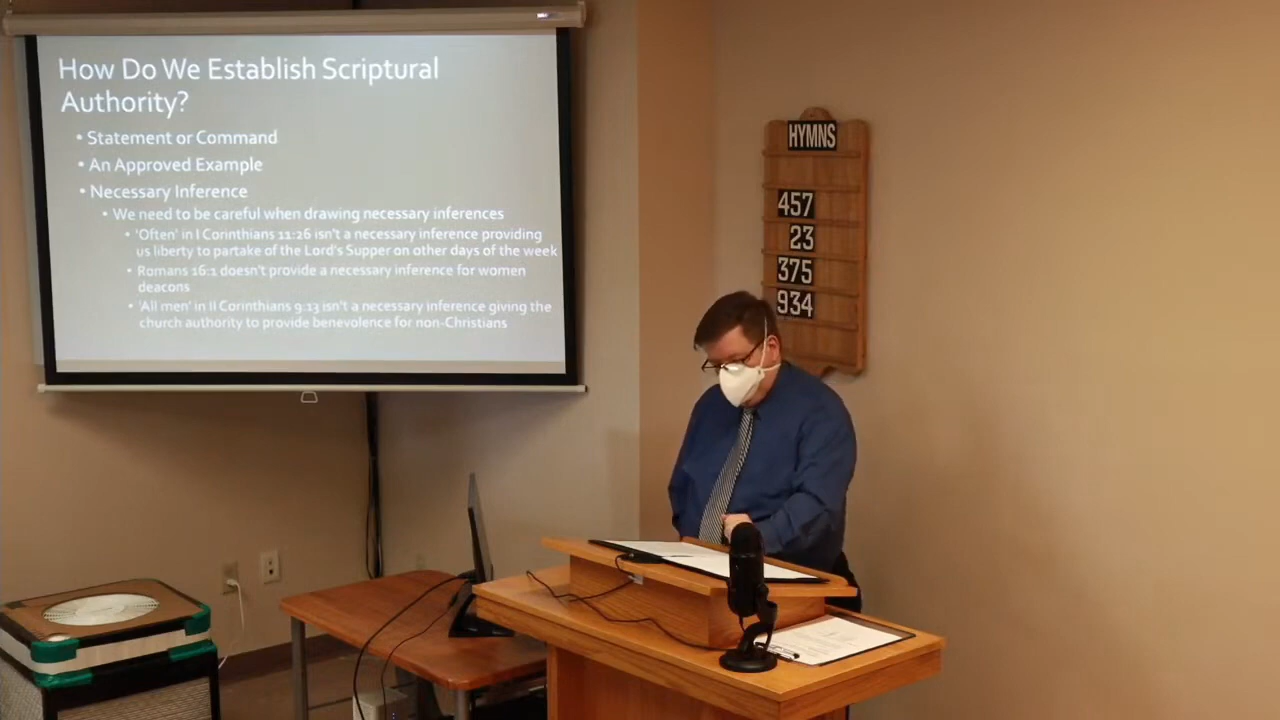 How Do We Establish Scriptural
Authority?
• Statement or Command
• An Approved Example
• Necessary Inference
• We need to be careful when drawing necessary inferences
• 'Often' in I Corinthians 11:26 isn't a necessary inference providing
us liberty to partake of the Lord's Supper on other days of the week
• Romans 16:1 doesn't provide a necessary inference for women
deacons
• 'All men' in II Corinthians 9:13 isn't a necessary inference giving the
church authority to provide benevolence for non-Christians
HYMNS
457
23
375
934